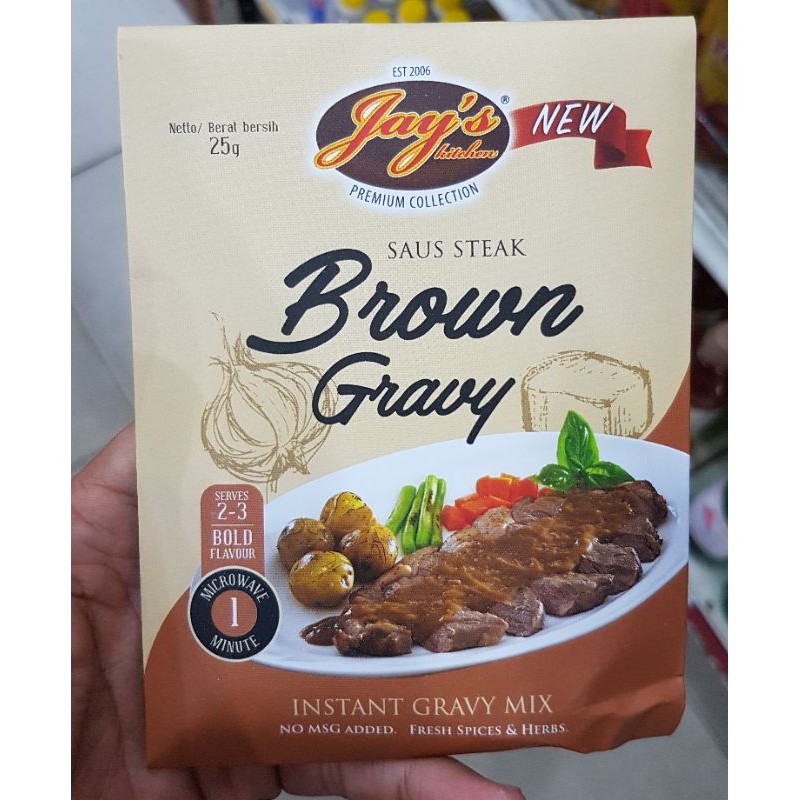 EST 2006
Jay's ®
kitchen
PREMIUM COLLECTION
NEW
Netto/ Berat bersih
25g
SAUS STEAK
Brown
Gravy
SERVES
2-3
BOLD
FLAVOUR
MICROWAVE
1
MINUTE
INSTANT GRAVY MIX
NO MSG ADDED. FRESH SPICES & HERBS.